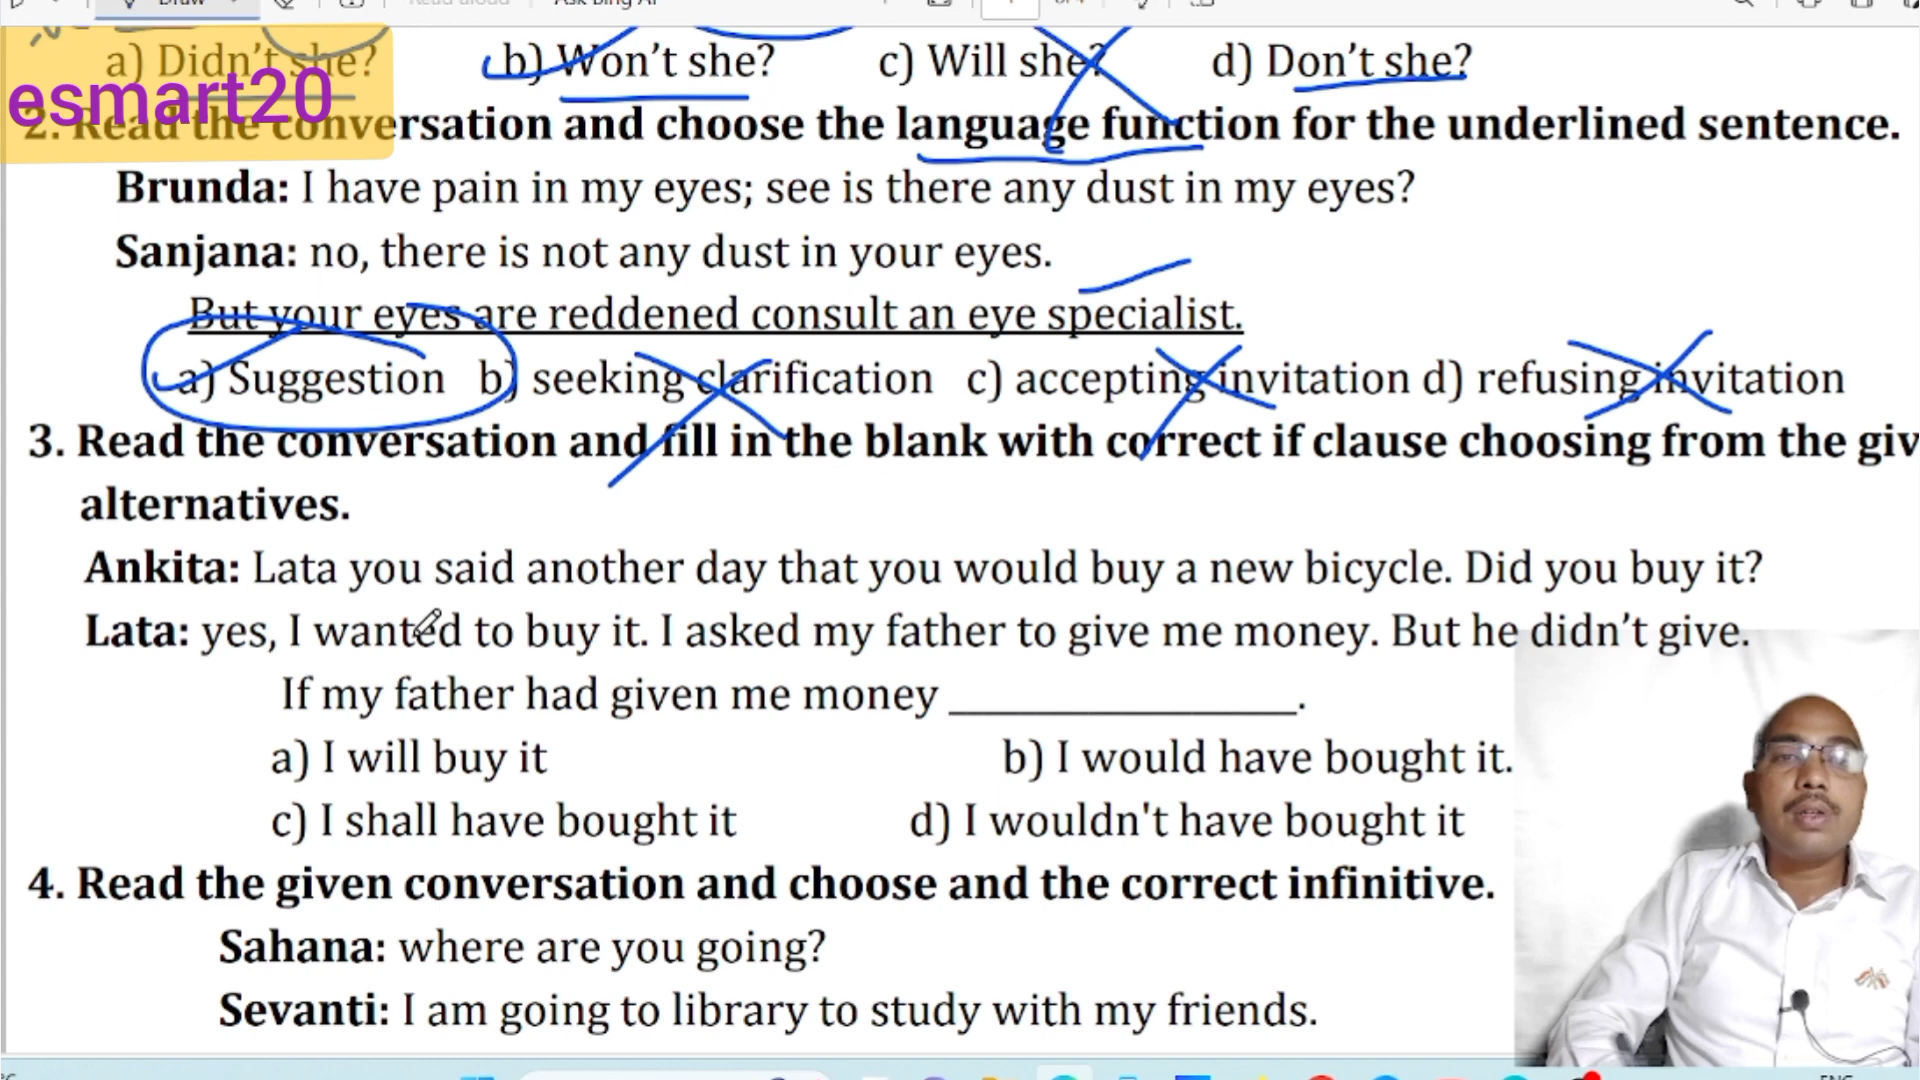 Draw Read aloud Ask Bing AI
a) Didn't she? b) Won't she? c) Will she? d) Don't she?
esmart20
2. Read the conversation and choose the language function for the underlined sentence.
Brunda: I have pain in my eyes; see is there any dust in my eyes?
Sanjana: no, there is not any dust in your eyes.
But your eyes are reddened consult an eye specialist.
a) Suggestion b) seeking clarification c) accepting invitation d) refusing invitation
3. Read the conversation and fill in the blank with correct if clause choosing from the giv
alternatives.
Ankita: Lata you said another day that you would buy a new bicycle. Did you buy it?
Lata: yes, I wanted to buy it. I asked my father to give me money. But he didn't give.
If my father had given me money ________________.
a) I will buy it b) I would have bought it.
c) I shall have bought it d) I wouldn't have bought it
4. Read the given conversation and choose and the correct infinitive.
Sahana: where are you going?
Sevanti: I am going to library to study with my friends.